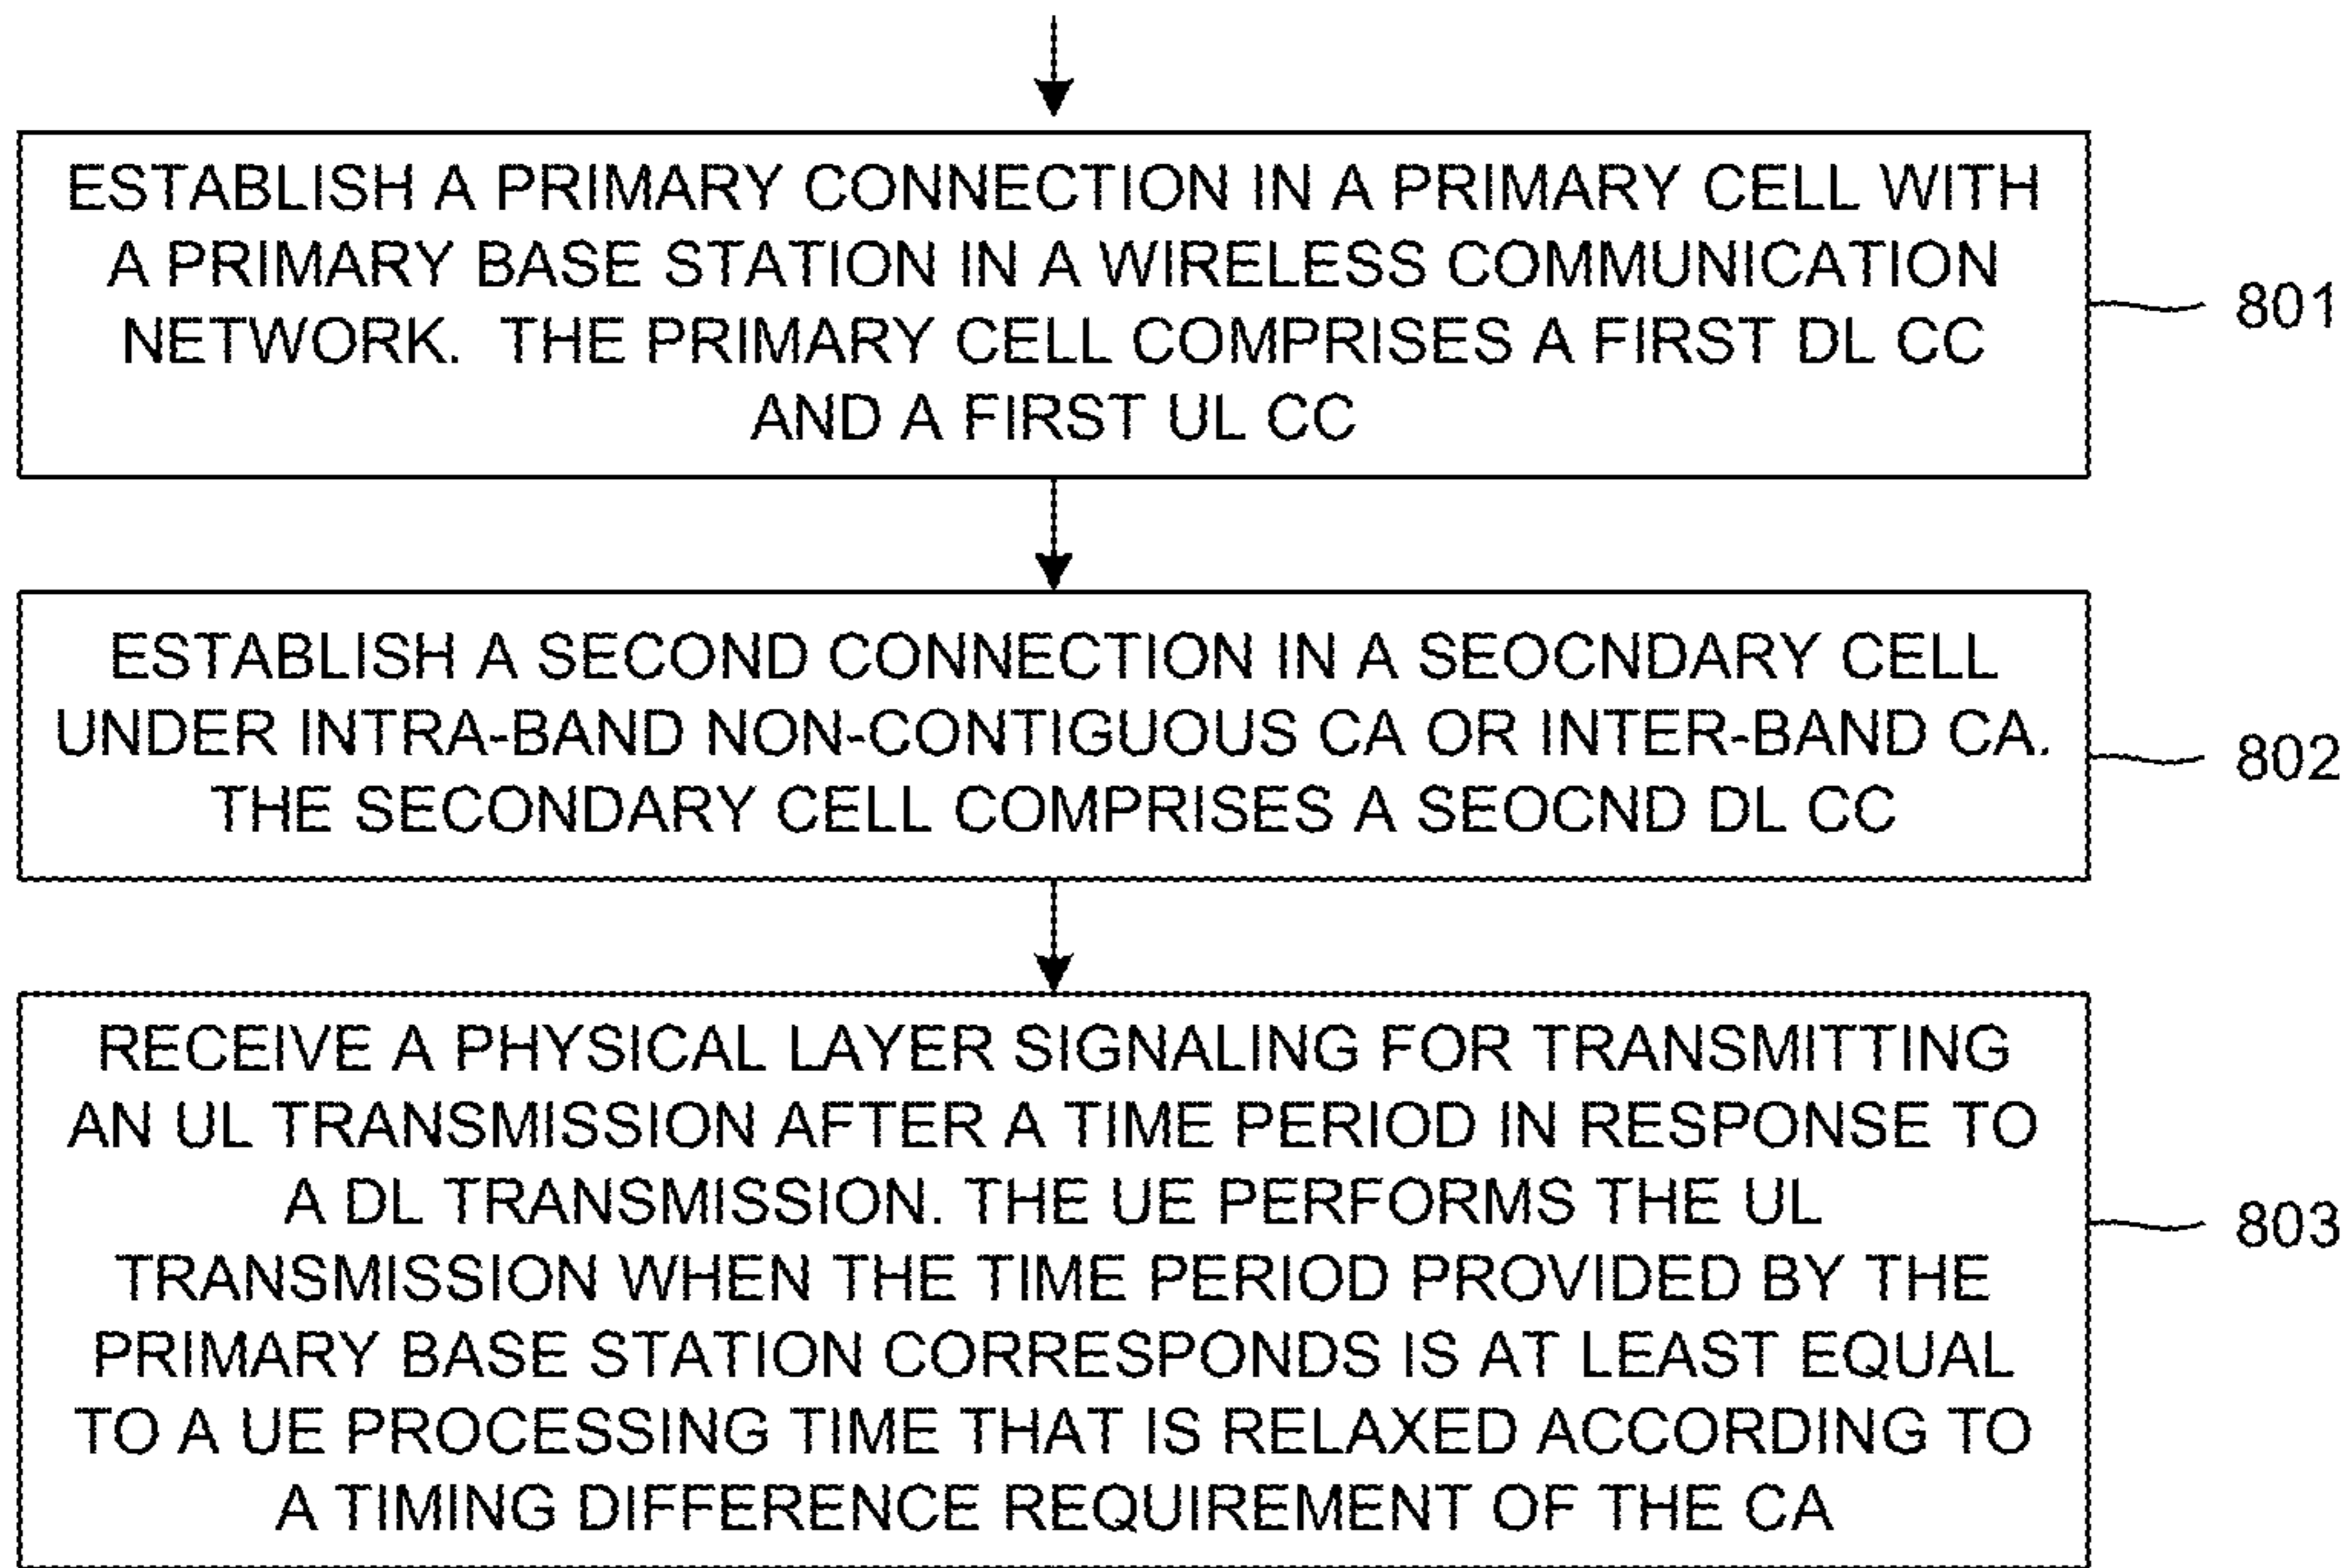 ESTABLISH A PRIMARY CONNECTION IN A PRIMARY CELL WITH
A PRIMARY BASE STATION IN A WIRELESS COMMUNICATION
NETWORK.  THE PRIMARY CELL COMPRISES A FIRST DL CC
AND A FIRST UL CC
801
ESTABLISH A SECOND CONNECTION IN A SEOCNDARY CELL
UNDER INTRA-BAND NON-CONTIGUOUS CA OR INTER-BAND CA.
THE SECONDARY CELL COMPRISES A SEOCND DL CC
802
RECEIVE A PHYSICAL LAYER SIGNALING FOR TRANSMITTING
AN UL TRANSMISSION AFTER A TIME PERIOD IN RESPONSE TO
A DL TRANSMISSION. THE UE PERFORMS THE UL
TRANSMISSION WHEN THE TIME PERIOD PROVIDED BY THE
PRIMARY BASE STATION CORRESPONDS IS AT LEAST EQUAL
TO A UE PROCESSING TIME THAT IS RELAXED ACCORDING TO
A TIMING DIFFERENCE REQUIREMENT OF THE CA
803